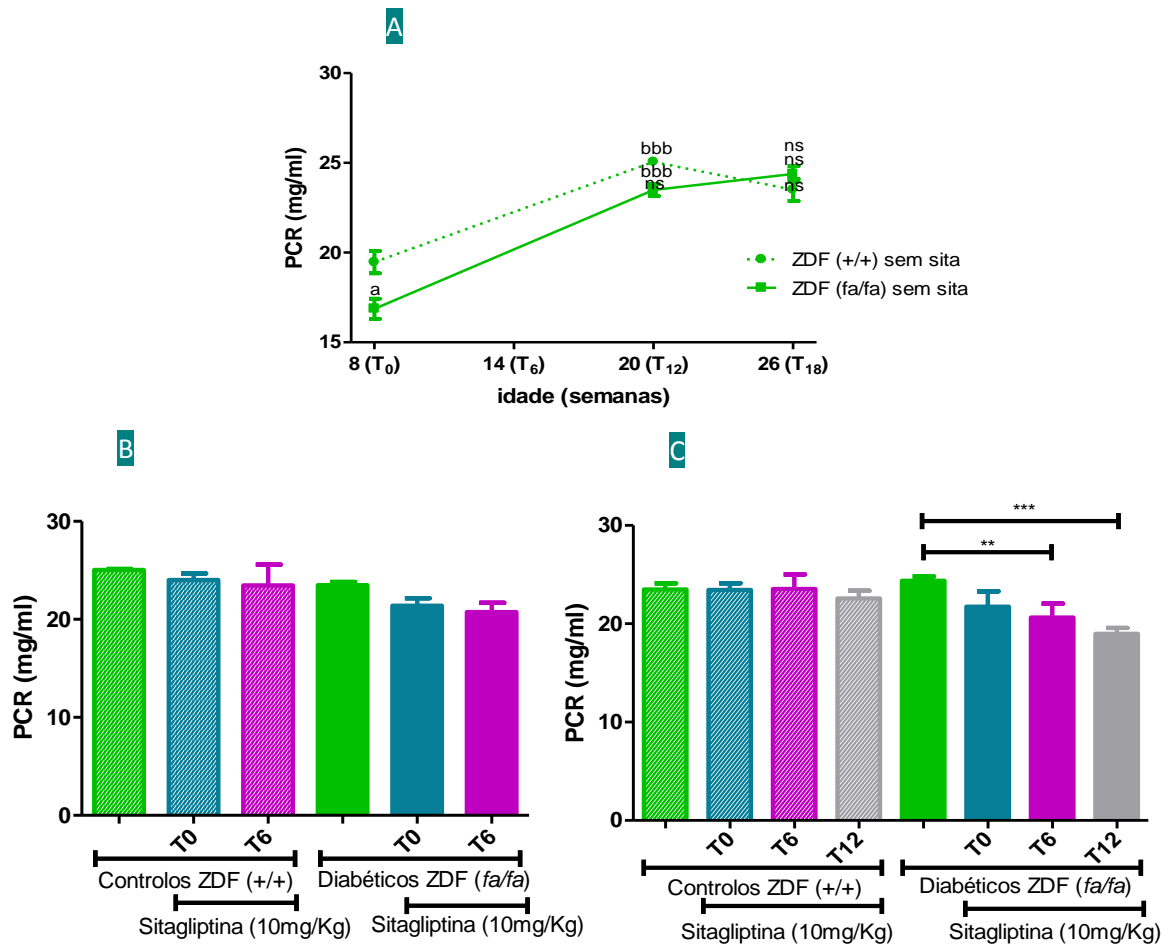 A
30
25
20
15
PCR (mg/ml)
bbb
bbb
ns
ns
ns
ns
a
ZDF (+/+) sem sita
ZDF (fa/fa) sem sita
8 (T0) 14 (T6) 20 (T12) 26 (T18)
idade (semanas)
B
30
20
10
0
PCR (mg/ml)
T0 T6 T0 T6
Controlos ZDF (+/+) Diabéticos ZDF (fa/fa)
Sitagliptina (10mg/Kg) Sitagliptina (10mg/Kg)
C
30
20
10
0
PCR (mg/ml)
***
**
T0 T6 T12 T0 T6 T12
Controlos ZDF (+/+) Diabéticos ZDF (fa/fa)
Sitagliptina (10mg/Kg) Sitagliptina (10mg/Kg)